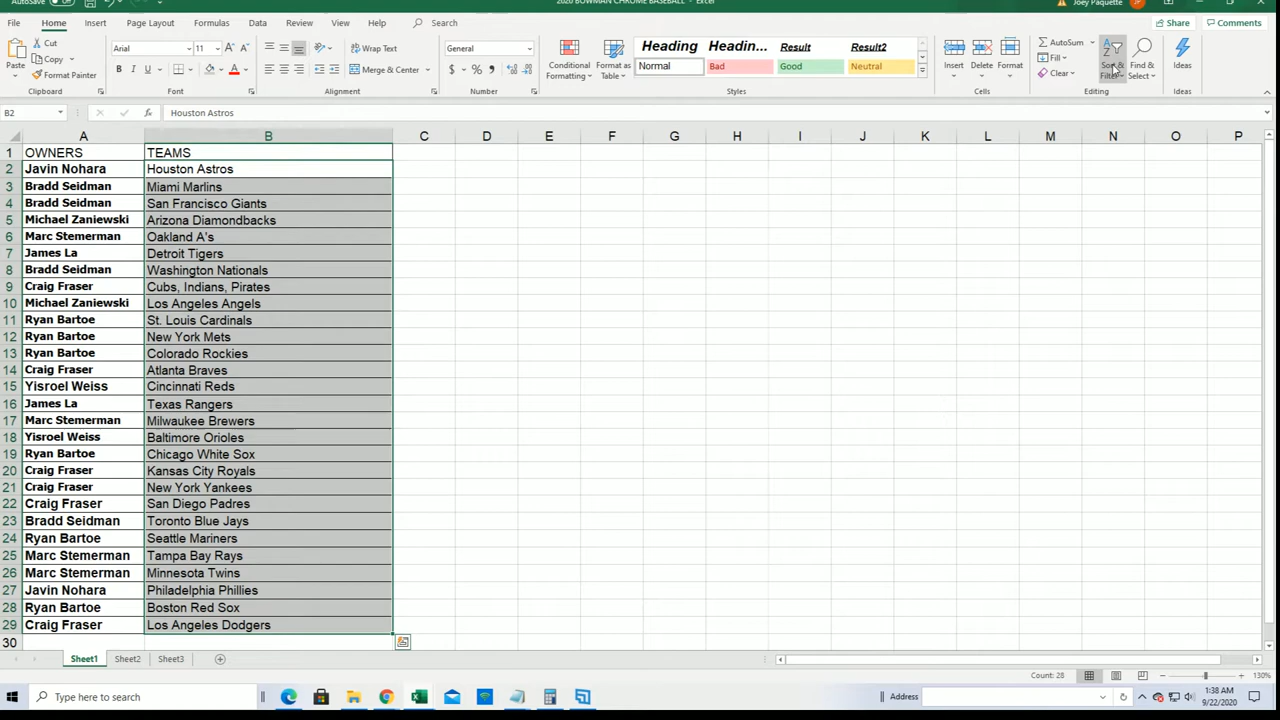 AutoSave
2020 BOWMAN CHROME BASEBALL - Excel
Joey Paquette
JP
File Home Insert Page Layout Formulas Data Review View Help Search
Share Comments
Paste
Cut
Copy
Format Painter
Clipboard
Arial 11
B I U
Font
Wrap Text
Merge & Center
Alignment
General
$ % ,
Number
Conditional Formatting
Format as Table
Heading Headin... Result Result2
Normal Bad Good Neutral
Styles
Insert Delete Format
Cells
AutoSum
Fill
Clear
Sort & Filter
Find & Select
Editing
Ideas
Ideas
B2 fx Houston Astros
A B C D E F G H I J K L M N O P
1 OWNERS TEAMS
2 Javin Nohara Houston Astros
3 Bradd Seidman Miami Marlins
4 Bradd Seidman San Francisco Giants
5 Michael Zaniewski Arizona Diamondbacks
6 Marc Stemerman Oakland A's
7 James La Detroit Tigers
8 Bradd Seidman Washington Nationals
9 Craig Fraser Cubs, Indians, Pirates
10 Michael Zaniewski Los Angeles Angels
11 Ryan Bartoe St. Louis Cardinals
12 Ryan Bartoe New York Mets
13 Ryan Bartoe Colorado Rockies
14 Craig Fraser Atlanta Braves
15 Yisroel Weiss Cincinnati Reds
16 James La Texas Rangers
17 Marc Stemerman Milwaukee Brewers
18 Yisroel Weiss Baltimore Orioles
19 Ryan Bartoe Chicago White Sox
20 Craig Fraser Kansas City Royals
21 Craig Fraser New York Yankees
22 Craig Fraser San Diego Padres
23 Bradd Seidman Toronto Blue Jays
24 Ryan Bartoe Seattle Mariners
25 Marc Stemerman Tampa Bay Rays
26 Marc Stemerman Minnesota Twins
27 Javin Nohara Philadelphia Phillies
28 Ryan Bartoe Boston Red Sox
29 Craig Fraser Los Angeles Dodgers
30
Sheet1 Sheet2 Sheet3
Count: 28 130%
Type here to search
Address
1:38 AM
9/22/2020